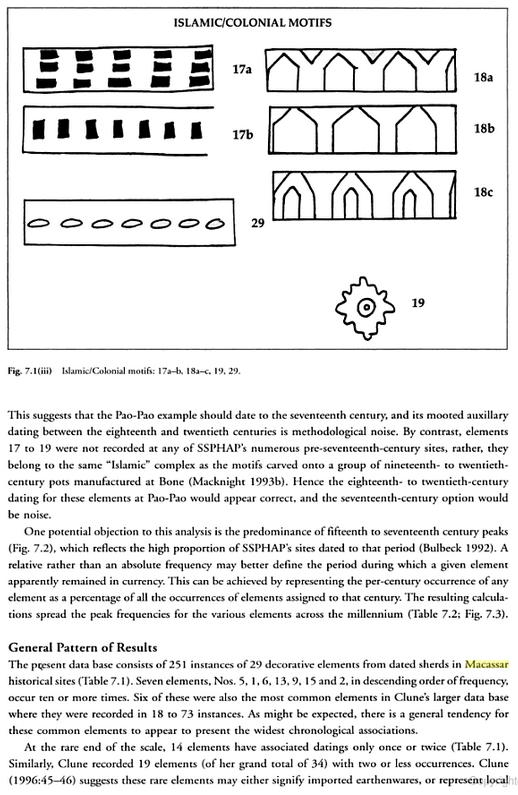 ISLAMIC/COLONIAL MOTIFS
17a
18a
17b
18b
29
18c
19
Fig. 7.1(iii) Islamic/Colonial motifs: 17a–b, 18a–c, 19, 29.
This suggests that the Pao-Pao example should date to the seventeenth century, and its mooted auxillary
dating between the eighteenth and twentieth centuries is methodological noise. By contrast, elements
17 to 19 were not recorded at any of SSPHAP's numerous pre-seventeenth-century sites, rather, they
belong to the same "Islamic" complex as the motifs carved onto a group of nineteenth- to twentieth-
century pots manufactured at Bone (Macknight 1993b). Hence the eighteenth- to twentieth-century
dating for these elements at Pao-Pao would appear correct, and the seventeenth-century option would
be noise.
One potential objection to this analysis is the predominance of fifteenth to seventeenth century peaks
(Fig. 7.2), which reflects the high proportion of SSPHAP's sites dated to that period (Bulbeck 1992). A
relative rather than an absolute frequency may better define the period during which a given element
apparently remained in currency. This can be achieved by representing the per-century occurrence of any
element as a percentage of all the occurrences of elements assigned to that century. The resulting calcula-
tions spread the peak frequencies for the various elements across the millennium (Table 7.2; Fig. 7.3).
General Pattern of Results
The present data base consists of 251 instances of 29 decorative elements from dated sherds in Macassar
historical sites (Table 7.1). Seven elements, Nos. 5, 1, 6, 13, 9, 15 and 2, in descending order of frequency,
occur ten or more times. Six of these were also the most common elements in Clune's larger data base
where they were recorded in 18 to 73 instances. As might be expected, there is a general tendency for
these common elements to appear to present the widest chronological associations.
At the rare end of the scale, 14 elements have associated datings only once or twice (Table 7.1).
Similarly, Clune recorded 19 elements (of her grand total of 34) with two or less occurrences. Clune
(1996:45–46) suggests these rare elements may either signify imported earthenwares, or represent local